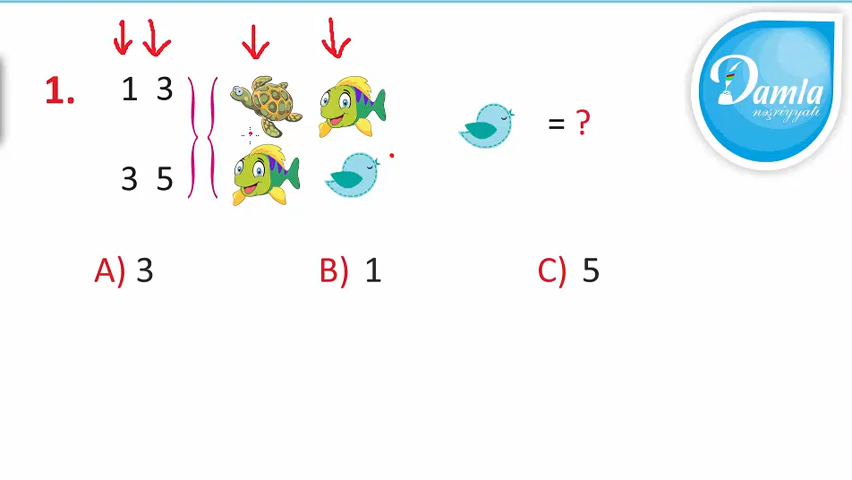 1. 1 3
3 5
= ?
A) 3 B) 1 C) 5
Damla
nəşriyyatı